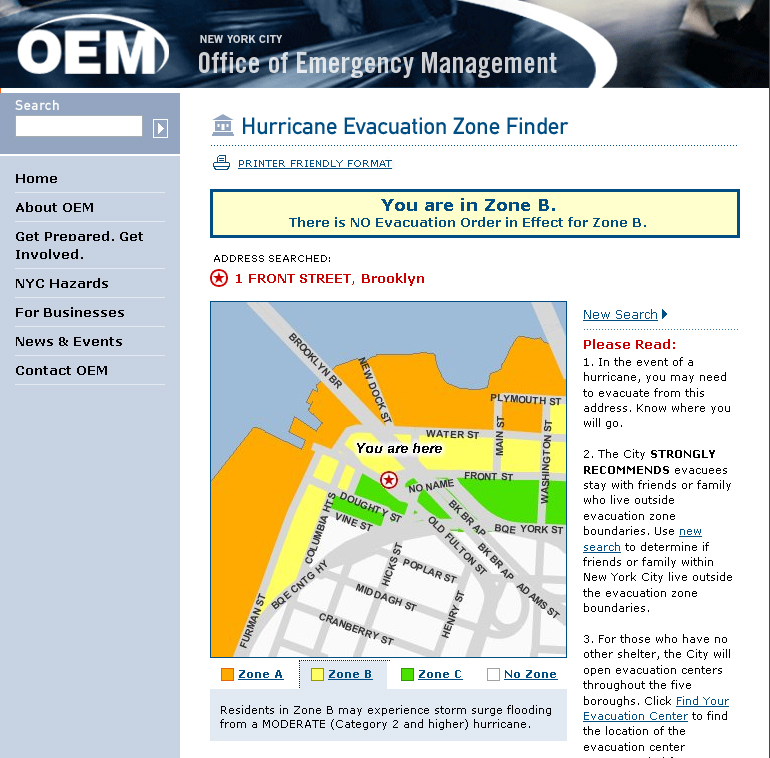 OEM
NEW YORK CITY
Office of Emergency Management
Search
Home
About OEM
Get Prepared. Get
Involved.
NYC Hazards
For Businesses
News & Events
Contact OEM
Hurricane Evacuation Zone Finder
PRINTER FRIENDLY FORMAT
You are in Zone B.
There is NO Evacuation Order in Effect for Zone B.
ADDRESS SEARCHED:
1 FRONT STREET, Brooklyn
BROOKLYN BR
NEW DOCK ST
PLYMOUTH ST
WATER ST
MAIN ST
WASHINGTON ST
You are here
FRONT ST
NO NAME
COLUMBIA HTS
DOUGHTY ST
VINE ST
BK BR AP
OLD FULTON ST
BQE YORK ST
BK BR AP
ADAMS ST
HICKS ST
POPLAR ST
BQE CNTG HY
MIDDAGH ST
HENRY ST
FURMAN ST
CRANBERRY ST
Zone A
Zone B
Zone C
No Zone
Residents in Zone B may experience storm surge flooding
from a MODERATE (Category 2 and higher) hurricane.
New Search
Please Read:
1. In the event of a
hurricane, you may need
to evacuate from this
address. Know where you
will go.
2. The City STRONGLY
RECOMMENDS evacuees
stay with friends or family
who live outside
evacuation zone
boundaries. Use new
search to determine if
friends or family within
New York City live outside
the evacuation zone
boundaries.
3. For those who have no
other shelter, the City will
open evacuation centers
throughout the five
boroughs. Click Find Your
Evacuation Center to find
the location of the
evacuation center